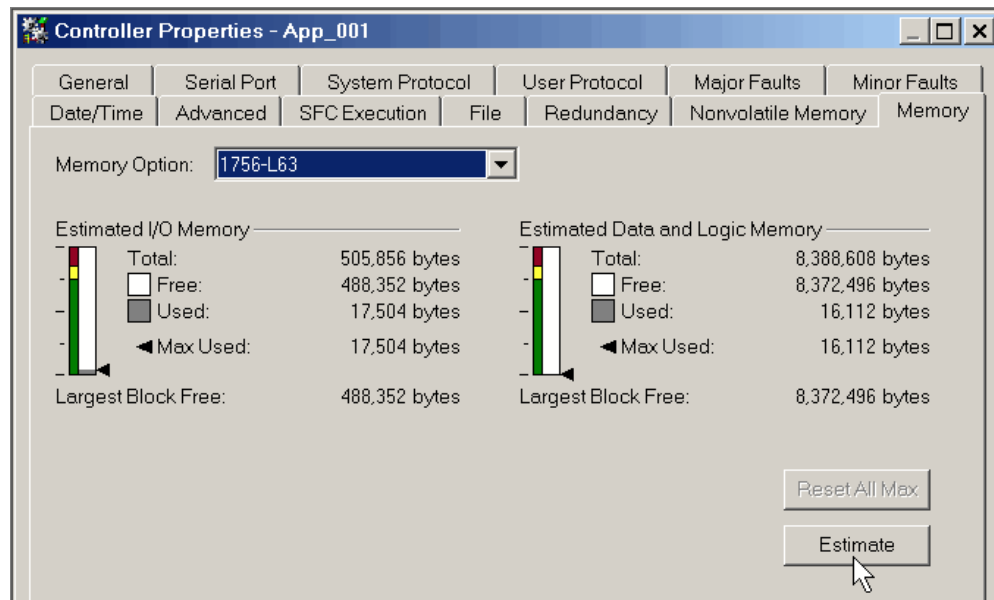 Controller Properties - App_001
General Serial Port System Protocol User Protocol Major Faults Minor Faults
Date/Time Advanced SFC Execution File Redundancy Nonvolatile Memory Memory
Memory Option: 1756-L63
Estimated I/O Memory Estimated Data and Logic Memory
Total: 505,856 bytes Total: 8,388,608 bytes
Free: 488,352 bytes Free: 8,372,496 bytes
Used: 17,504 bytes Used: 16,112 bytes
Max Used: 17,504 bytes Max Used: 16,112 bytes
Largest Block Free: 488,352 bytes Largest Block Free: 8,372,496 bytes
Reset All Max
Estimate